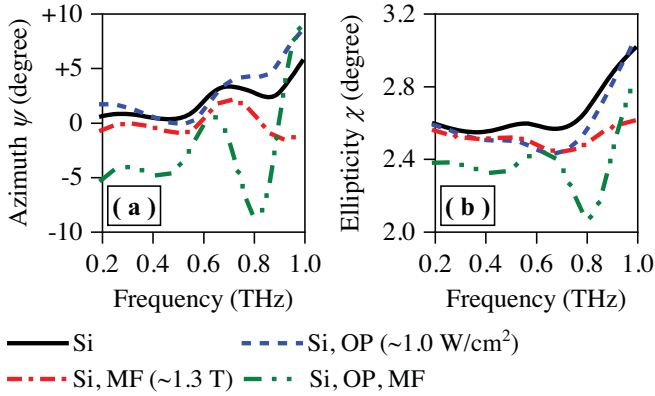 +10
+5
0
-5
-10
Azimuth ψ (degree)
( a )
0.2 0.4 0.6 0.8 1.0
Frequency (THz)
3.2
2.8
2.4
2.0
Ellipticity χ (degree)
( b )
0.2 0.4 0.6 0.8 1.0
Frequency (THz)
Si
Si, OP (~1.0 W/cm²)
Si, MF (~1.3 T)
Si, OP, MF